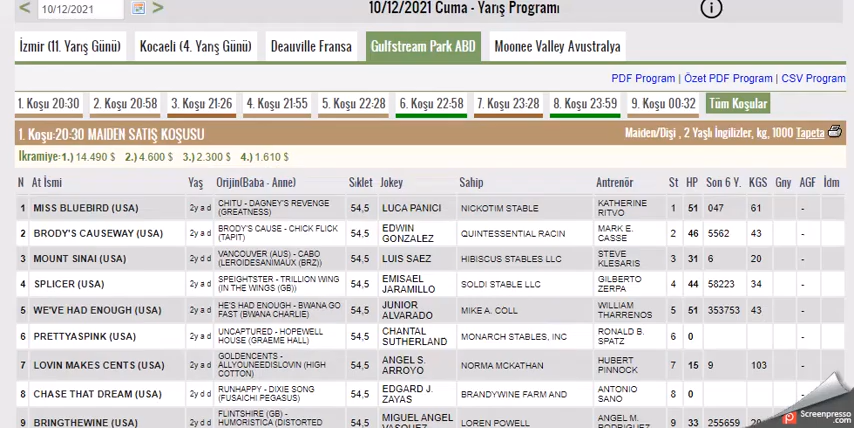 10/12/2021 10/12/2021 Cuma - Yarış Programı
İzmir (11. Yarış Günü) Kocaeli (4. Yarış Günü) Deauville Fransa Gulfstream Park ABD Moonee Valley Avustralya
PDF Program | Özet PDF Program | CSV Program
1. Koşu 20:30 2. Koşu 20:58 3. Koşu 21:26 4. Koşu 21:55 5. Koşu 22:28 6. Koşu 22:58 7. Koşu 23:28 8. Koşu 23:59 9. Koşu 00:32 Tüm Koşular
1. Koşu:20:30 MAIDEN SATIŞ KOŞUSU Maiden/Dişi , 2 Yaşlı İngilizler, kg, 1000 Tapeta
İkramiye:1.) 14.490 $ 2.) 4.600 $ 3.) 2.300 $ 4.) 1.610 $
N At İsmi Yaş Orijin(Baba - Anne) Sıklet Jokey Sahip Antrenör St HP Son 6 Y. KGS Gny AGF İdm
1 MISS BLUEBIRD (USA) 2y a d CHITU - DAGNEY'S REVENGE (GREATNESS) 54,5 LUCA PANICI NICKOTIM STABLE KATHERINE RITVO 1 51 047 61 -
2 BRODY'S CAUSEWAY (USA) 2y a d BRODY'S CAUSE - CHICK FLICK (TAPIT) 54,5 EDWIN GONZALEZ QUINTESSENTIAL RACIN MARK E. CASSE 2 46 5562 43 -
3 MOUNT SINAI (USA) 2y d d VANCOUVER (AUS) - CABO (LEROIDESANIMAUX (BRZ)) 54,5 LUIS SAEZ HIBISCUS STABLES LLC STEVE KLESARIS 3 31 6 20 -
4 SPLICER (USA) 2y a d SPEIGHTSTER - TRILLION WING (IN THE WINGS (GB)) 54,5 EMISAEL JARAMILLO SOLDI STABLE LLC GILBERTO ZERPA 4 44 58223 34 -
5 WE'VE HAD ENOUGH (USA) 2y a d HE'S HAD ENOUGH - BWANA GO FAST (BWANA CHARLIE) 54,5 JUNIOR ALVARADO MIKE A. COLL WILLIAM THARRENOS 5 51 353753 43 -
6 PRETTYASPINK (USA) 2y a d UNCAPTURED - HOPEWELL HOUSE (GRAEME HALL) 54,5 CHANTAL SUTHERLAND MONARCH STABLES, INC RONALD B. SPATZ 6 0 -
7 LOVIN MAKES CENTS (USA) 2y a d GOLDENCENTS - ALLYOUNEEDISLOVIN (HIGH COTTON) 54,5 ANGEL S. ARROYO NORMA MCKATHAN HUBERT PINNOCK 7 15 9 103 -
8 CHASE THAT DREAM (USA) 2y a d RUNHAPPY - DIXIE SONG (FUSAICHI PEGASUS) 54,5 EDGARD J. ZAYAS BRANDYWINE FARM AND ANTONIO SANO 8 0 -
9 BRINGTHEWINE (USA) 2y d d FLINTSHIRE (GB) - HUMORISTICA (DISTORTED 54,5 MIGUEL ANGEL LOREN POWELL ANGEL M. 9 33 255659
Screenpresso
.com